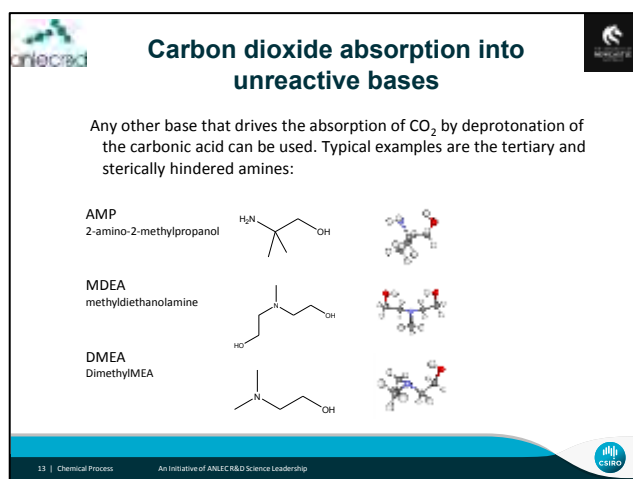 anlecr&d
Carbon dioxide absorption into
unreactive bases
Any other base that drives the absorption of CO₂ by deprotonation of
the carbonic acid can be used. Typical examples are the tertiary and
sterically hindered amines:
AMP
2-amino-2-methylpropanol
H₂N
OH
MDEA
methyldiethanolamine
N
OH
HO
DMEA
DimethylMEA
N
OH
13 | Chemical Process An Initiative of ANLEC R&D Science Leadership
CSIRO